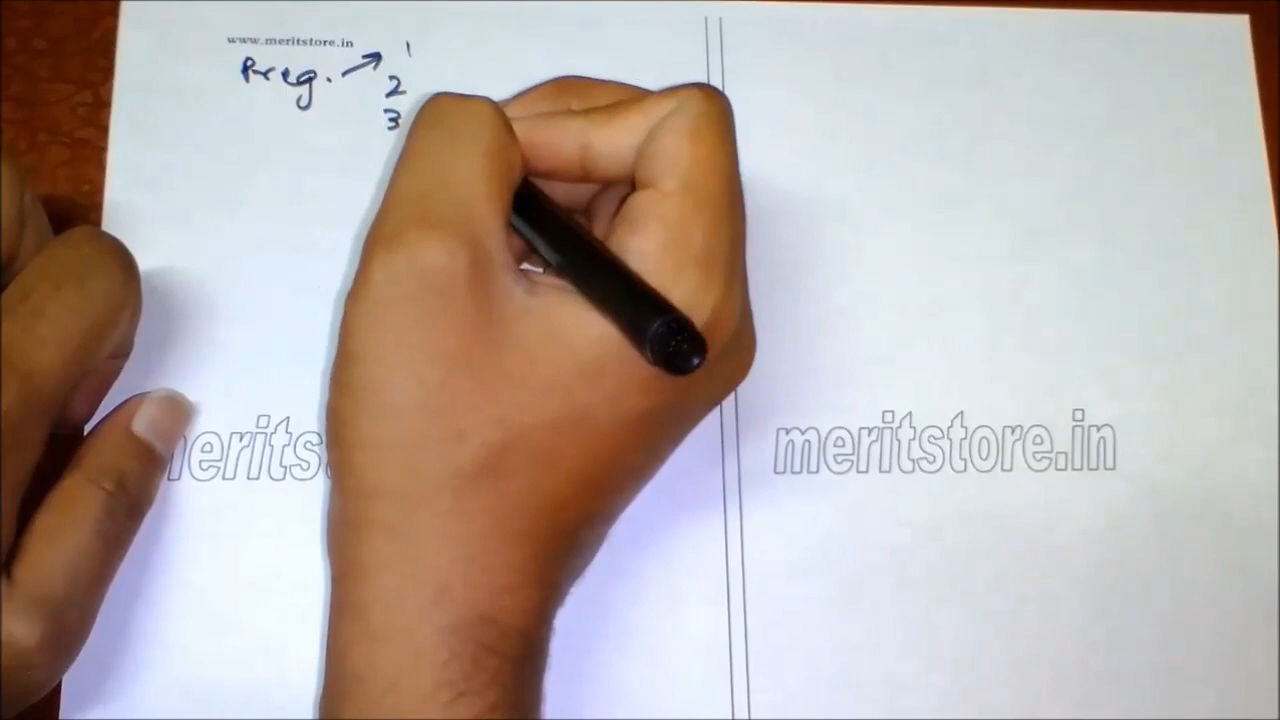 www.meritstore.in
Preg. → 1
2
3
merits
meritstore.in